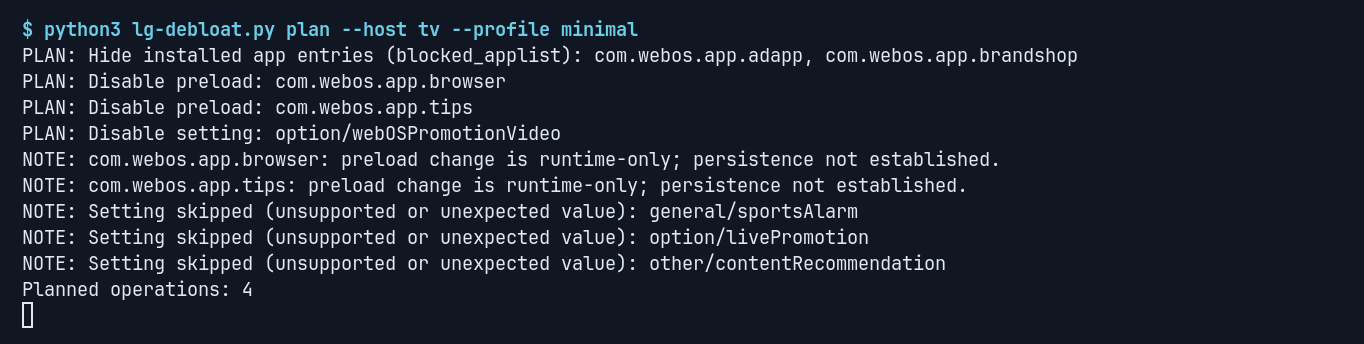 $ python3 lg-debloat.py plan --host tv --profile minimal
PLAN: Hide installed app entries (blocked_applist): com.webos.app.adapp, com.webos.app.brandshop
PLAN: Disable preload: com.webos.app.browser
PLAN: Disable preload: com.webos.app.tips
PLAN: Disable setting: option/webOSPromotionVideo
NOTE: com.webos.app.browser: preload change is runtime-only; persistence not established.
NOTE: com.webos.app.tips: preload change is runtime-only; persistence not established.
NOTE: Setting skipped (unsupported or unexpected value): general/sportsAlarm
NOTE: Setting skipped (unsupported or unexpected value): option/livePromotion
NOTE: Setting skipped (unsupported or unexpected value): other/contentRecommendation
Planned operations: 4